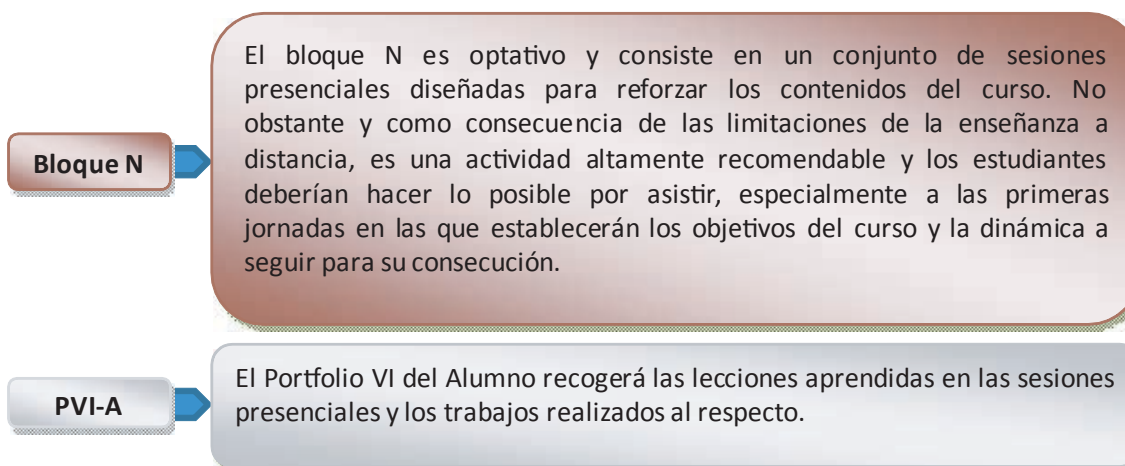 El bloque N es optativo y consiste en un conjunto de sesiones
presenciales diseñadas para reforzar los contenidos del curso. No
obstante y como consecuencia de las limitaciones de la enseñanza a
distancia, es una actividad altamente recomendable y los estudiantes
deberían hacer lo posible por asistir, especialmente a las primeras
jornadas en las que establecerán los objetivos del curso y la dinámica a
seguir para su consecución.
Bloque N
El Portfolio VI del Alumno recogerá las lecciones aprendidas en las sesiones
presenciales y los trabajos realizados al respecto.
PVI-A